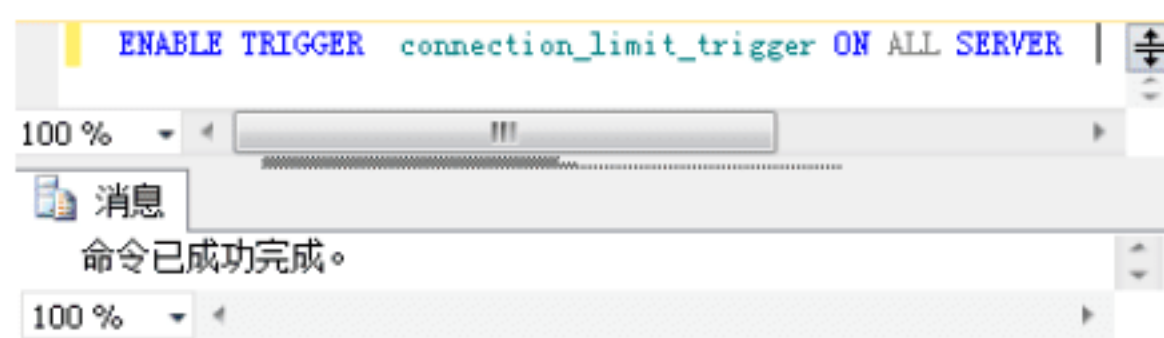 ENABLE TRIGGER connection_limit_trigger ON ALL SERVER
100 %
消息
命令已成功完成。
100 %